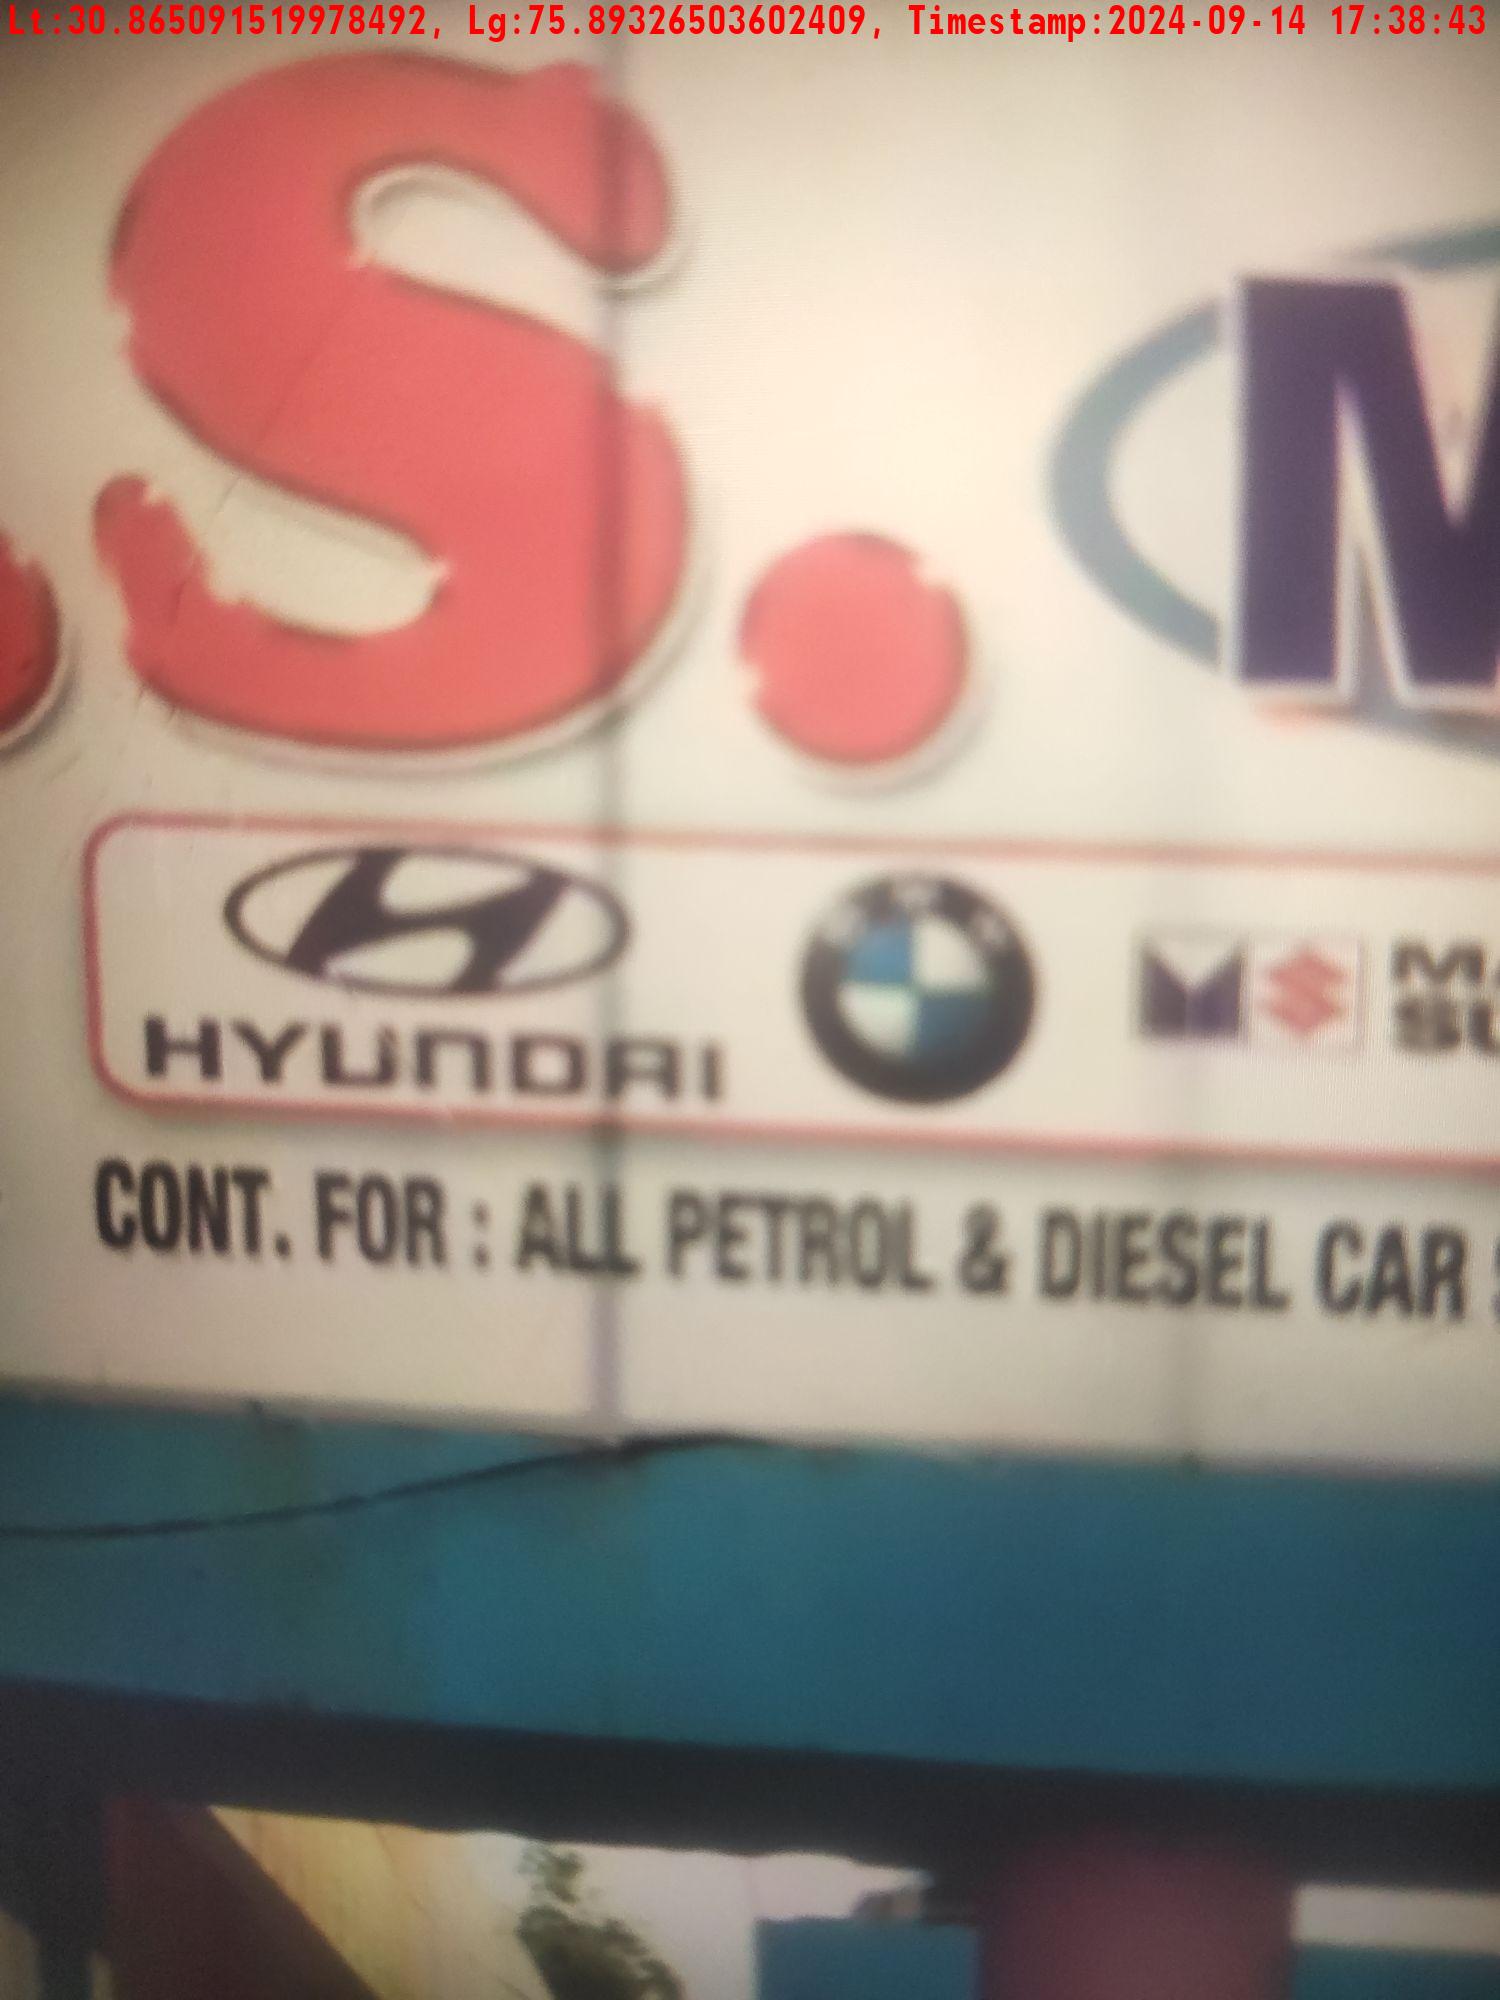 Lt:30.865091519978492, Lg:75.89326503602409, Timestamp:2024-09-14 17:38:43
.S. M
HYUNDAI
BMW
CONT. FOR : ALL PETROL & DIESEL CAR